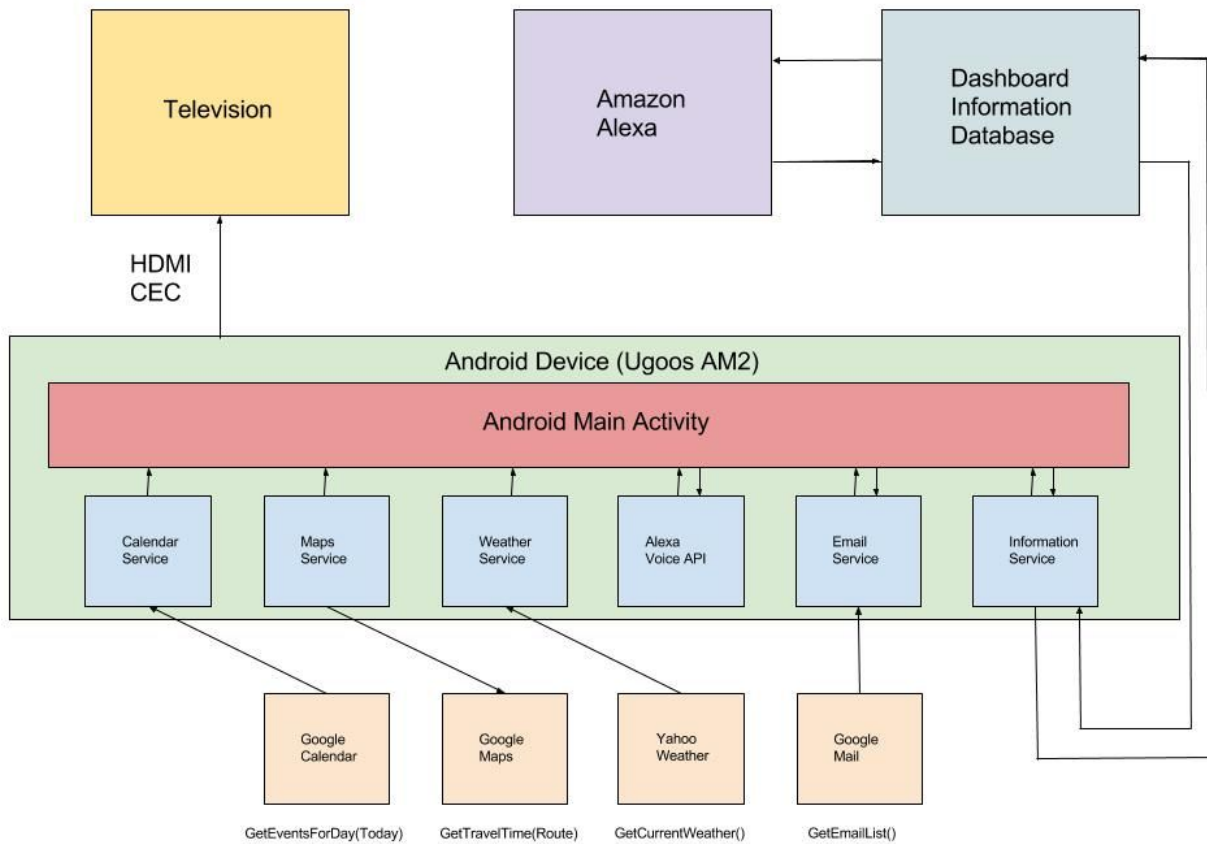 Television
Amazon
Alexa
Dashboard
Information
Database
HDMI
CEC
Android Device (Ugoos AM2)
Android Main Activity
Calendar
Service
Maps
Service
Weather
Service
Alexa
Voice API
Email
Service
Information
Service
Google
Calendar
Google
Maps
Yahoo
Weather
Google
Mail
GetEventsForDay(Today)
GetTravelTime(Route)
GetCurrentWeather()
GetEmailList()